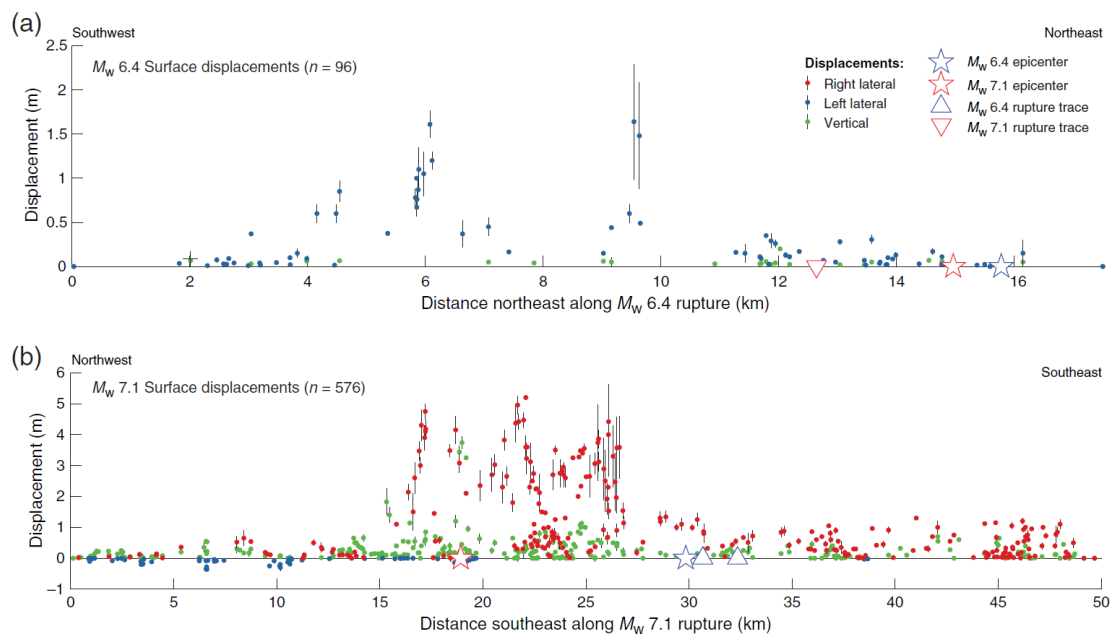 (a)
Southwest
Northeast
2.5
2
1.5
1
0.5
0
Displacement (m)
Mw 6.4 Surface displacements (n = 96)
Displacements:
Right lateral
Left lateral
Vertical
Mw 6.4 epicenter
Mw 7.1 epicenter
Mw 6.4 rupture trace
Mw 7.1 rupture trace
0 2 4 6 8 10 12 14 16
Distance northeast along Mw 6.4 rupture (km)
(b)
Northwest
Southeast
6
5
4
3
2
1
0
−1
Displacement (m)
Mw 7.1 Surface displacements (n = 576)
0 5 10 15 20 25 30 35 40 45 50
Distance southeast along Mw 7.1 rupture (km)